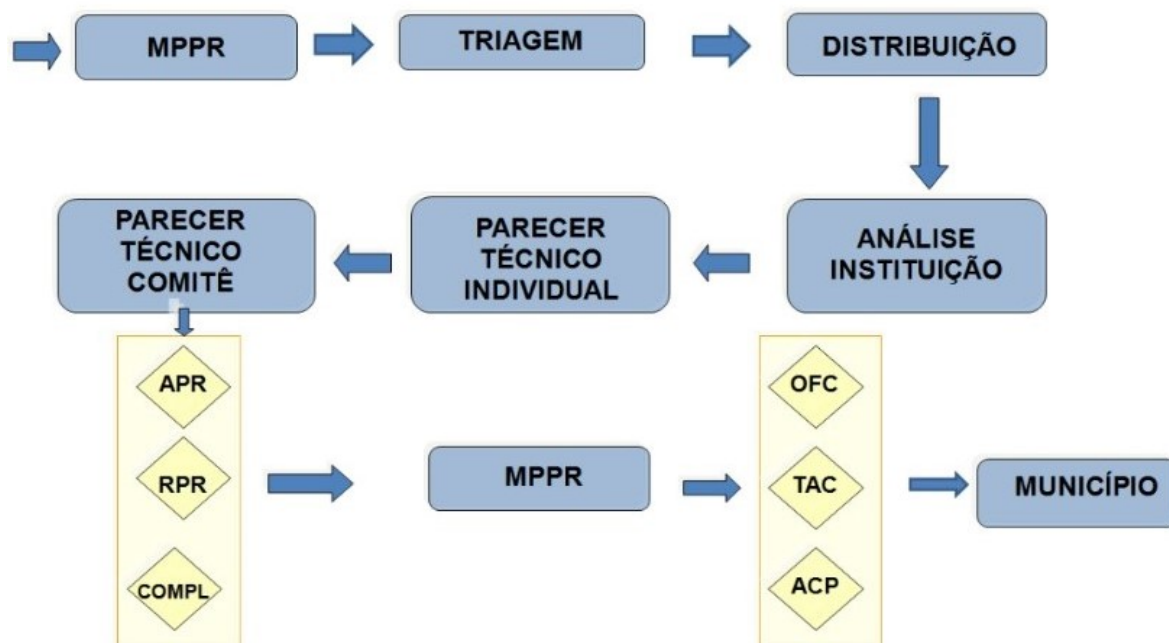 MPPR
TRIAGEM
DISTRIBUIÇÃO
PARECER
TÉCNICO
COMITÊ
PARECER
TÉCNICO
INDIVIDUAL
ANÁLISE
INSTITUIÇÃO
APR
RPR
COMPL
MPPR
OFC
TAC
ACP
MUNICÍPIO